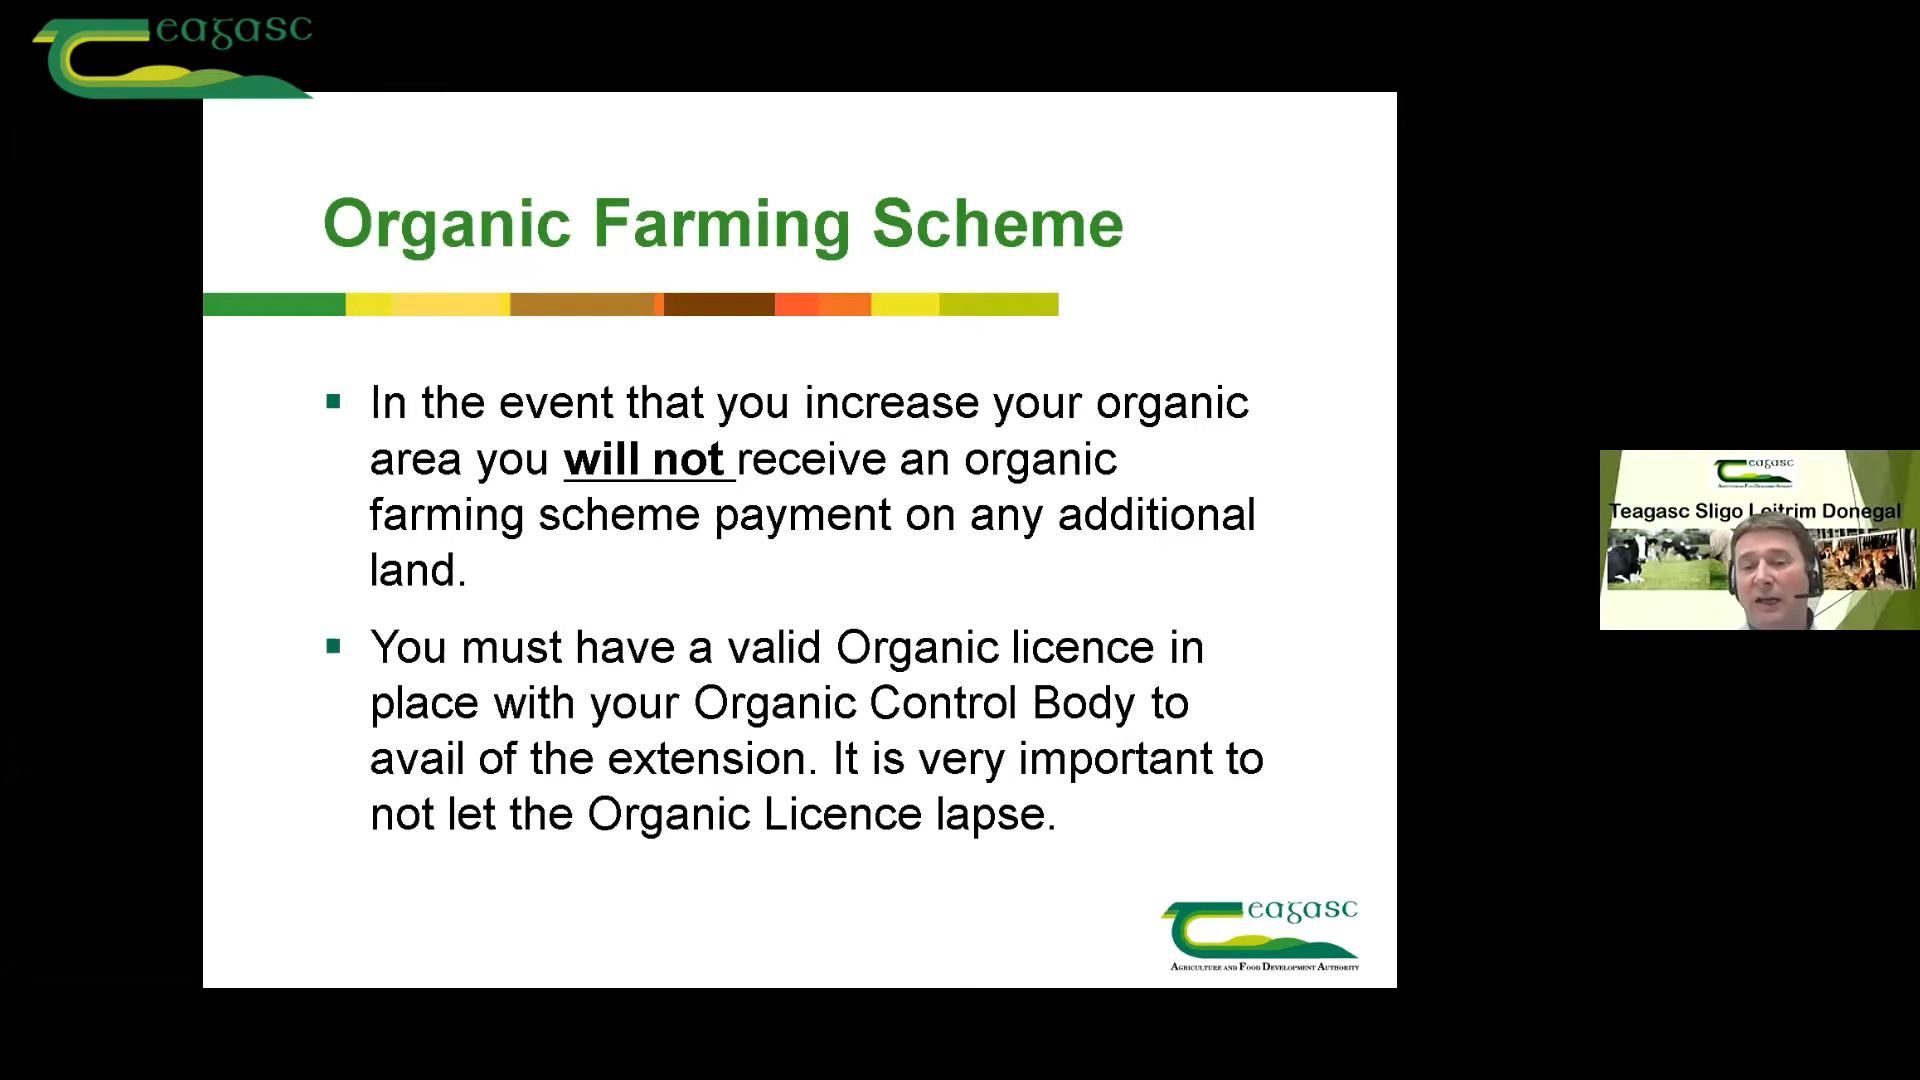 eagasc
Organic Farming Scheme
In the event that you increase your organic
area you will not receive an organic
farming scheme payment on any additional
land.
You must have a valid Organic licence in
place with your Organic Control Body to
avail of the extension. It is very important to
not let the Organic Licence lapse.
eagasc
Agriculture and Food Development Authority
eagasc
Teagasc Sligo Leitrim Donegal